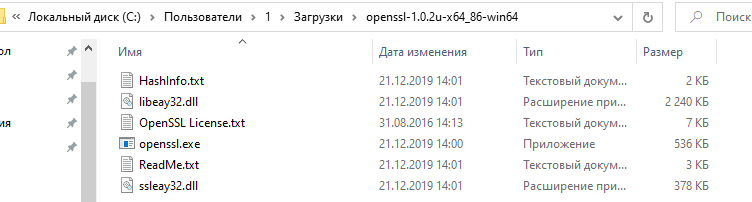 Локальный диск (C:) > Пользователи > 1 > Загрузки > openssl-1.0.2u-x64_86-win64 Поиск
Имя Дата изменения Тип Размер
HashInfo.txt 21.12.2019 14:01 Текстовый докум... 2 КБ
libeay32.dll 21.12.2019 14:01 Расширение при... 2 240 КБ
OpenSSL License.txt 31.08.2016 14:13 Текстовый докум... 7 КБ
openssl.exe 21.12.2019 14:00 Приложение 536 КБ
ReadMe.txt 21.12.2019 14:01 Текстовый докум... 3 КБ
ssleay32.dll 21.12.2019 14:01 Расширение при... 378 КБ